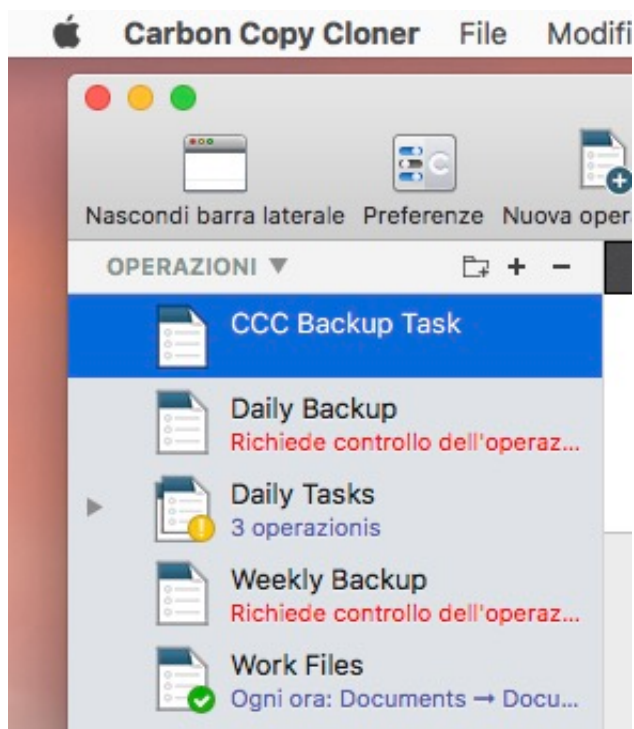 Carbon Copy Cloner File Modifi
Nascondi barra laterale Preferenze Nuova oper
OPERAZIONI ▼ + −
CCC Backup Task
Daily Backup
Richiede controllo dell'operaz...
Daily Tasks
3 operazionis
Weekly Backup
Richiede controllo dell'operaz...
Work Files
Ogni ora: Documents → Docu...